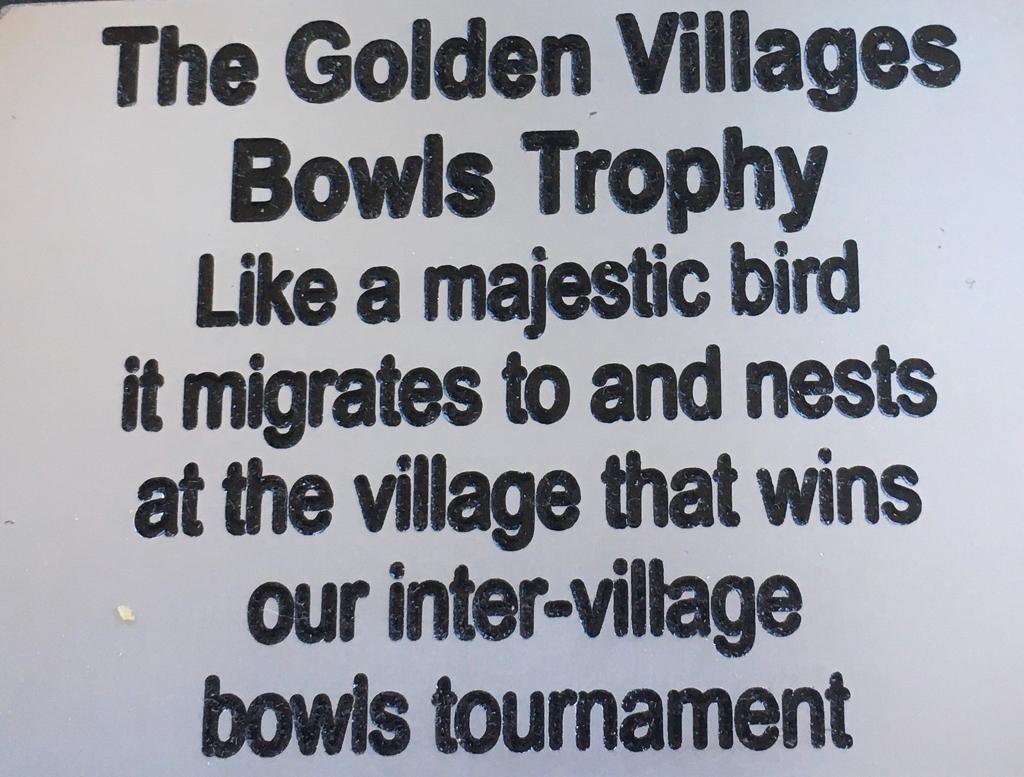 The Golden Villages
Bowls Trophy
Like a majestic bird
it migrates to and nests
at the village that wins
our inter-village
bowls tournament